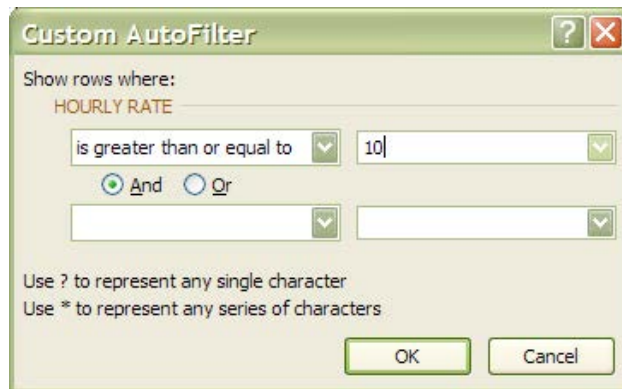 Custom AutoFilter
Show rows where:
HOURLY RATE
is greater than or equal to 10
And Or
Use ? to represent any single character
Use * to represent any series of characters
OK Cancel